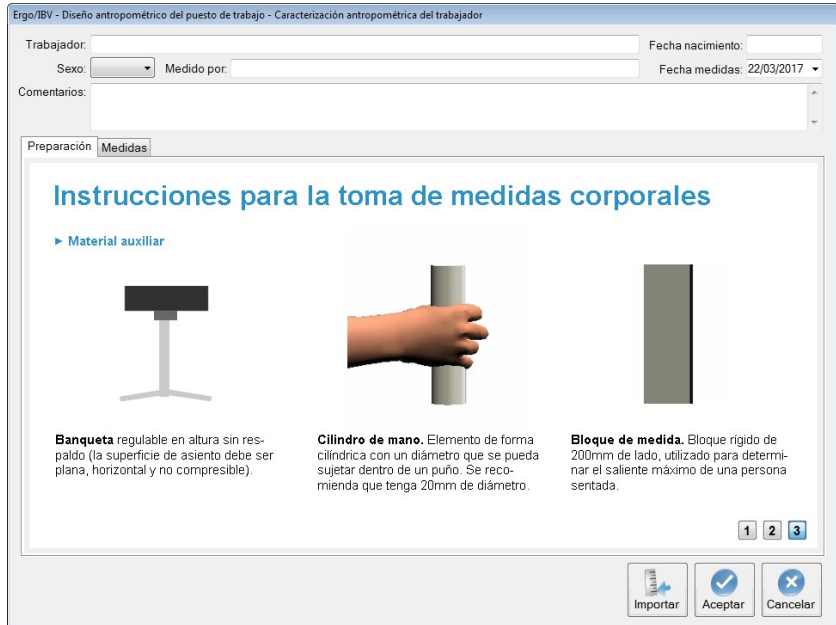 Ergo/IBV - Diseño antropométrico del puesto de trabajo - Caracterización antropométrica del trabajador
Trabajador:
Fecha nacimiento:
Sexo:
Medido por:
Fecha medidas: 22/03/2017
Comentarios:
Preparación
Medidas
Instrucciones para la toma de medidas corporales
► Material auxiliar
Banqueta regulable en altura sin res-
paldo (la superficie de asiento debe ser
plana, horizontal y no compresible).
Cilindro de mano. Elemento de forma
cilíndrica con un diámetro que se pueda
sujetar dentro de un puño. Se reco-
mienda que tenga 20mm de diámetro.
Bloque de medida. Bloque rígido de
200mm de lado, utilizado para determi-
nar el saliente máximo de una persona
sentada.
1 2 3
Importar
Aceptar
Cancelar